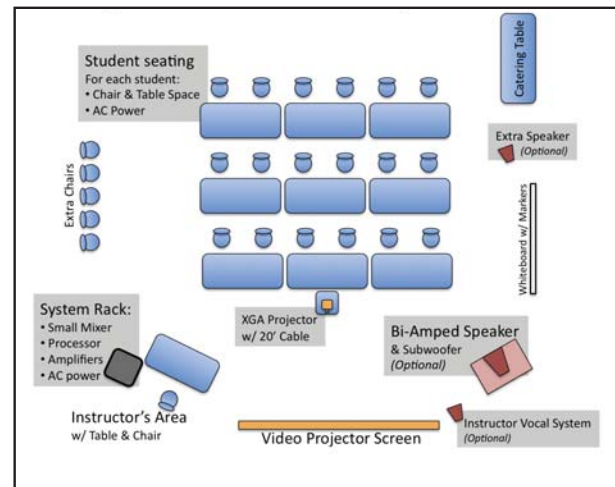 Student seating
For each student:
• Chair & Table Space
• AC Power
Catering Table
Extra Speaker
(Optional)
Extra Chairs
Whiteboard w/ Markers
System Rack:
• Small Mixer
• Processor
• Amplifiers
• AC power
XGA Projector
w/ 20' Cable
Bi-Amped Speaker
& Subwoofer
(Optional)
Instructor's Area
w/ Table & Chair
Video Projector Screen
Instructor Vocal System
(Optional)